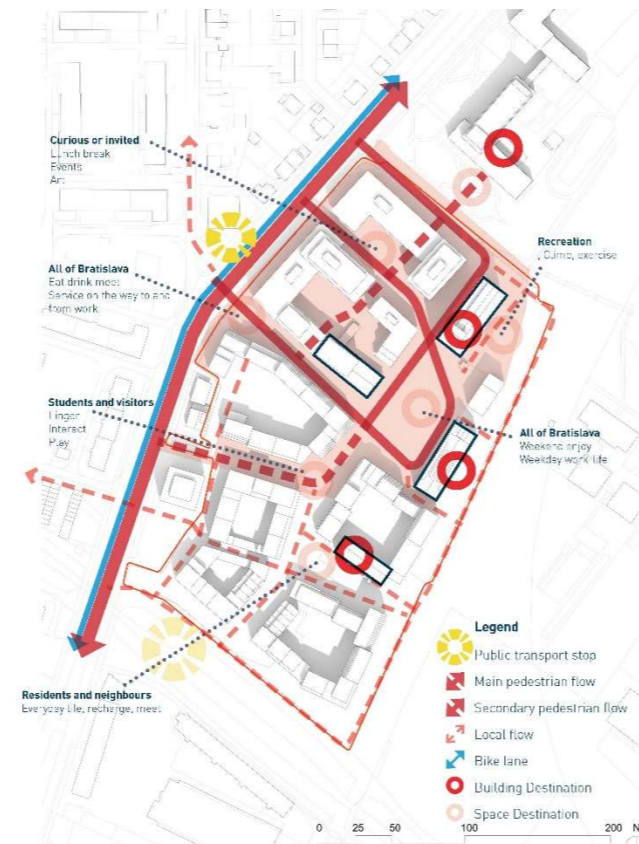 Curious or invited
Lunch break
Events
Art
All of Bratislava
Eat drink meet
Service on the way to and
from work
Recreation
, Climb, exercise
Students and visitors
Linger
Interact
Play
All of Bratislava
Weekend enjoy
Weekday work life
Residents and neighbours
Everyday life, recharge, meet
Legend
Public transport stop
Main pedestrian flow
Secondary pedestrian flow
Local flow
Bike lane
Building Destination
Space Destination
0 25 50 100 200 N